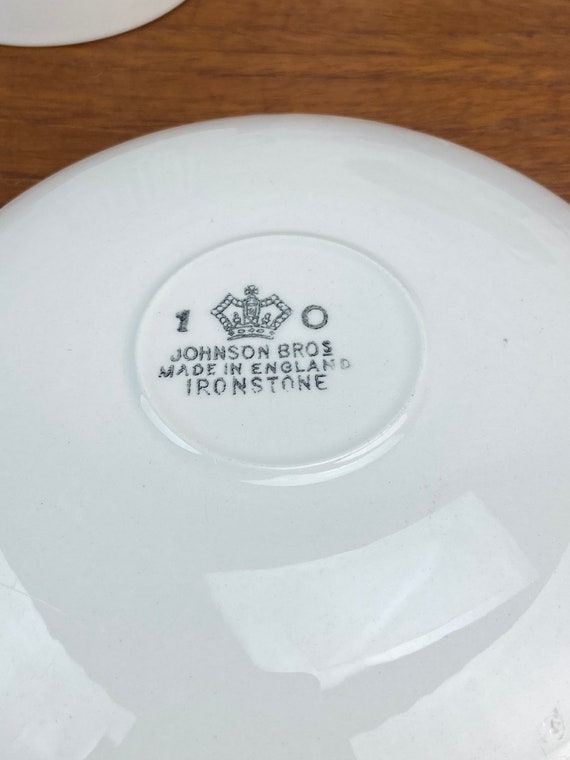 1 O
JOHNSON BROS
MADE IN ENGLAND
IRONSTONE